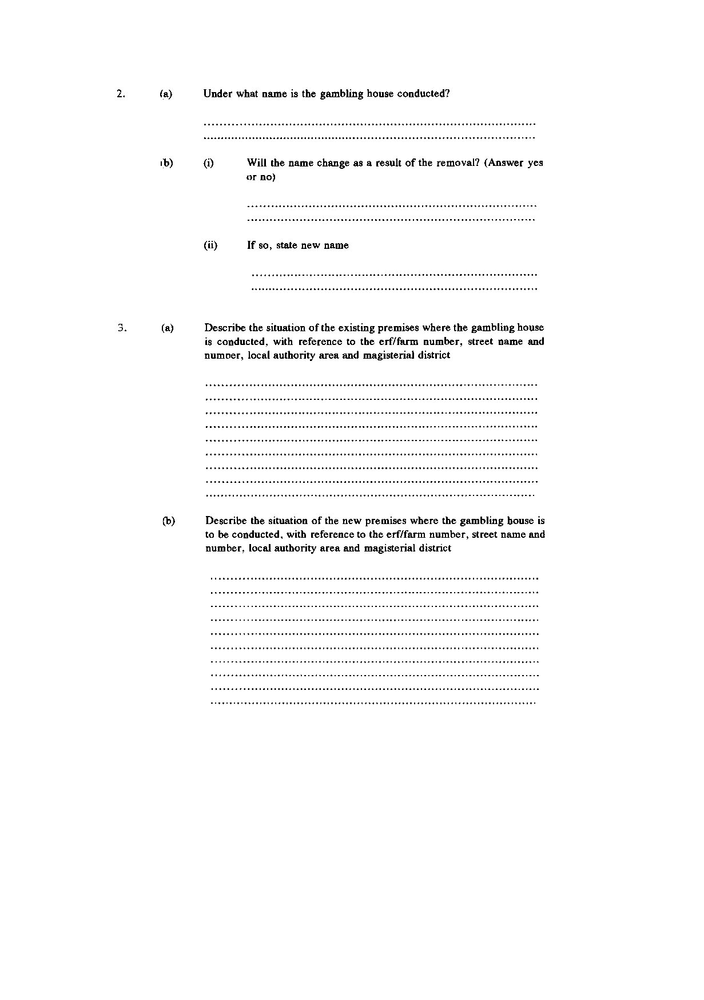 2. (a) Under what name is the gambling house conducted?
........................................................................................
........................................................................................
(b) (i) Will the name change as a result of the removal? (Answer yes
or no)
.............................................................................
.............................................................................
(ii) If so, state new name
............................................................................
............................................................................
3. (a) Describe the situation of the existing premises where the gambling house
is conducted, with reference to the erf/farm number, street name and
number, local authority area and magisterial district
........................................................................................
........................................................................................
........................................................................................
........................................................................................
........................................................................................
........................................................................................
........................................................................................
........................................................................................
.......................................................................................
(b) Describe the situation of the new premises where the gambling house is
to be conducted, with reference to the erf/farm number, street name and
number, local authority area and magisterial district
.......................................................................................
.......................................................................................
.......................................................................................
.......................................................................................
.......................................................................................
.......................................................................................
.......................................................................................
.......................................................................................
.......................................................................................
......................................................................................